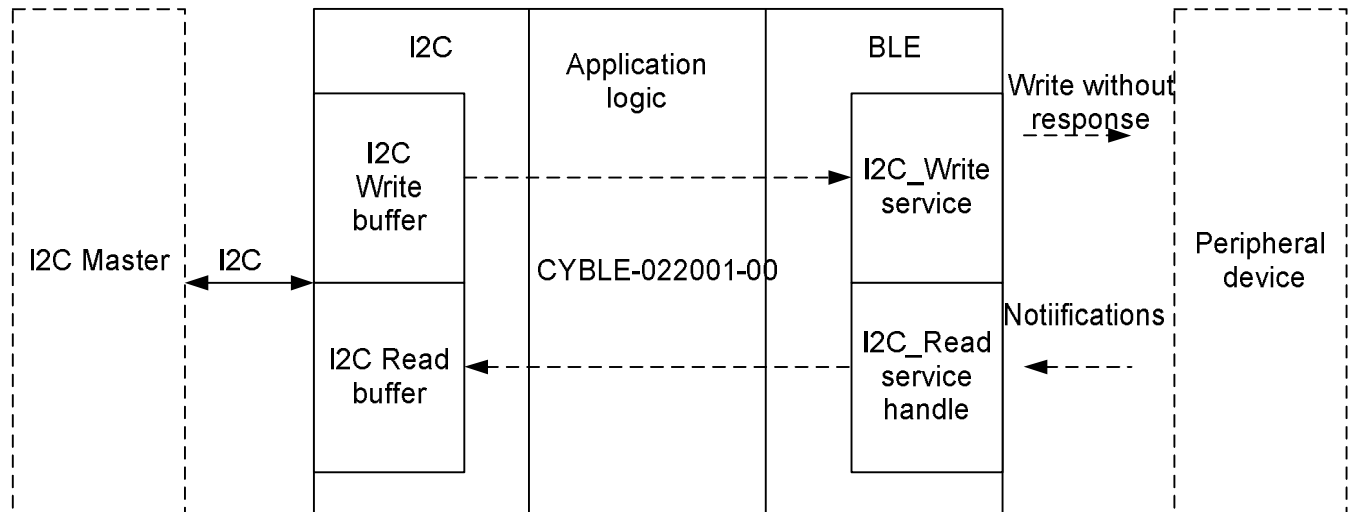 I2C
Application
logic
BLE
Write without
response
I2C
Write
buffer
I2C_Write
service
I2C Master
I2C
CYBLE-022001-00
Peripheral
device
Notiifications
I2C Read
buffer
I2C_Read
service
handle